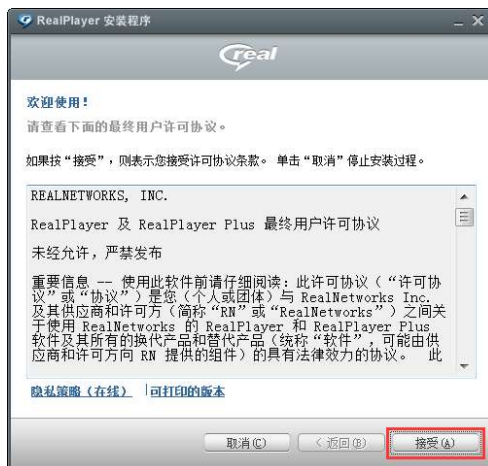 RealPlayer 安装程序
real
欢迎使用！
请查看下面的最终用户许可协议。
如果按“接受”，则表示您接受许可协议条款。 单击“取消”停止安装过程。
REALNETWORKS, INC.
RealPlayer 及 RealPlayer Plus 最终用户许可协议
未经允许，严禁发布
重要信息 -- 使用此软件前请仔细阅读：此许可协议（“许可协
议”或“协议”）是您（个人或团体）与 RealNetworks Inc.
及其供应商和许可方（简称“RN”或“RealNetworks”）之间关
于使用 RealNetworks 的 RealPlayer 和 RealPlayer Plus
软件及其所有的换代产品和替代产品（统称“软件”，可能由供
应商和许可方向 RN 提供的组件）的具有法律效力的协议。 此
隐私策略（在线） 可打印的版本
取消(C) <返回(B) 接受(A)